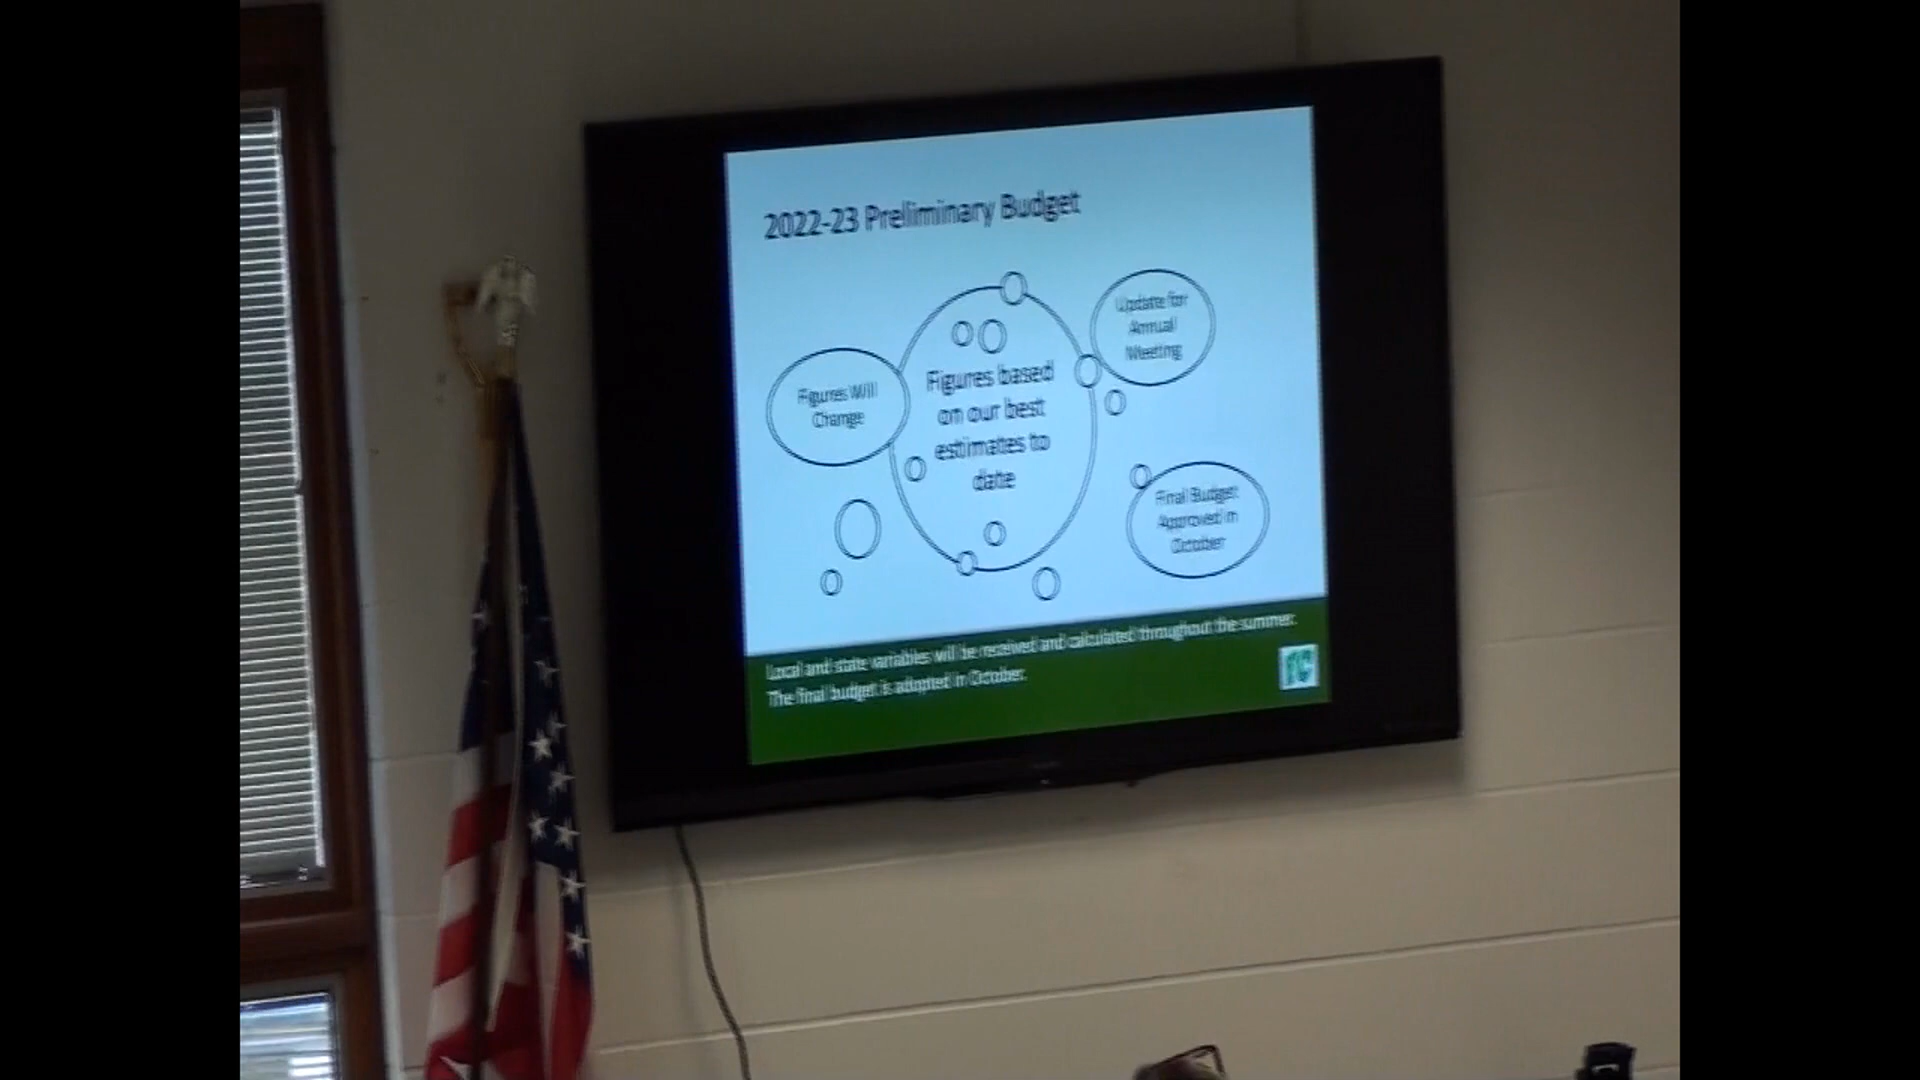 2022-23 Preliminary Budget
Figures Will
Change
Figures based
on our best
estimates to
date
Update for
Annual
Meeting
Final Budget
Approved in
October
Local and state variables will be received and calculated throughout the summer.
The final budget is adopted in October.